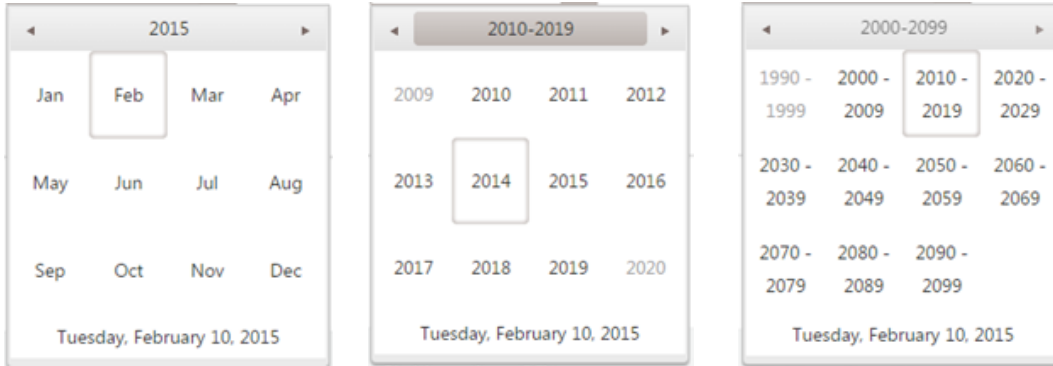 2015
Jan Feb Mar Apr
May Jun Jul Aug
Sep Oct Nov Dec
Tuesday, February 10, 2015
2010-2019
2009 2010 2011 2012
2013 2014 2015 2016
2017 2018 2019 2020
Tuesday, February 10, 2015
2000-2099
1990 - 2000 - 2010 - 2020 -
1999 2009 2019 2029
2030 - 2040 - 2050 - 2060 -
2039 2049 2059 2069
2070 - 2080 - 2090 -
2079 2089 2099
Tuesday, February 10, 2015